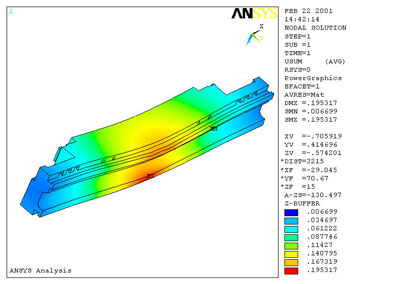 1
ANSYS
X
Y
MN
MX
ANSYS Analysis
FEB 22 2001
14:42:14
NODAL SOLUTION
STEP=1
SUB =1
TIME=1
USUM (AVG)
RSYS=0
PowerGraphics
EFACET=1
AVRES=Mat
DMX =.195317
SMN =.006699
SMX =.195317
XV =-.705919
YV =.414696
ZV =-.574201
*DIST=3215
*XF =-29.045
*YF =70.67
*ZF =15
A-ZS=-130.497
Z-BUFFER
.006699
.034697
.061222
.087746
.11427
.140795
.167319
.195317